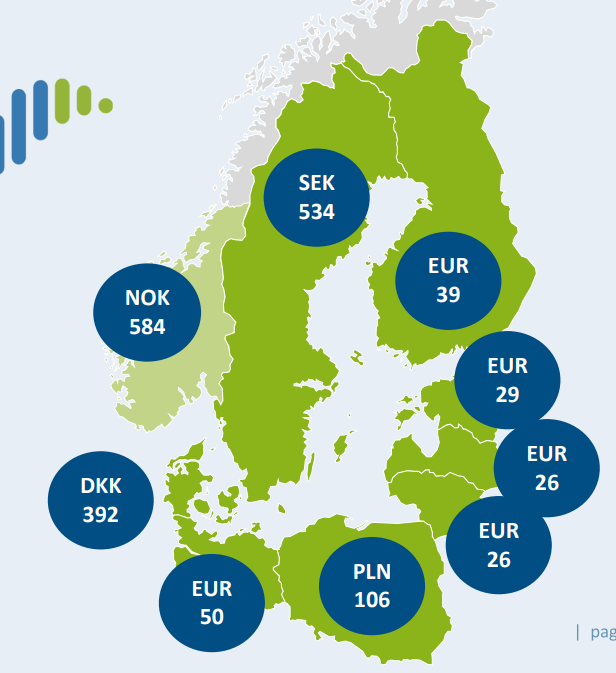 SEK
534
EUR
39
NOK
584
EUR
29
EUR
26
DKK
392
EUR
26
PLN
106
EUR
50
| pag